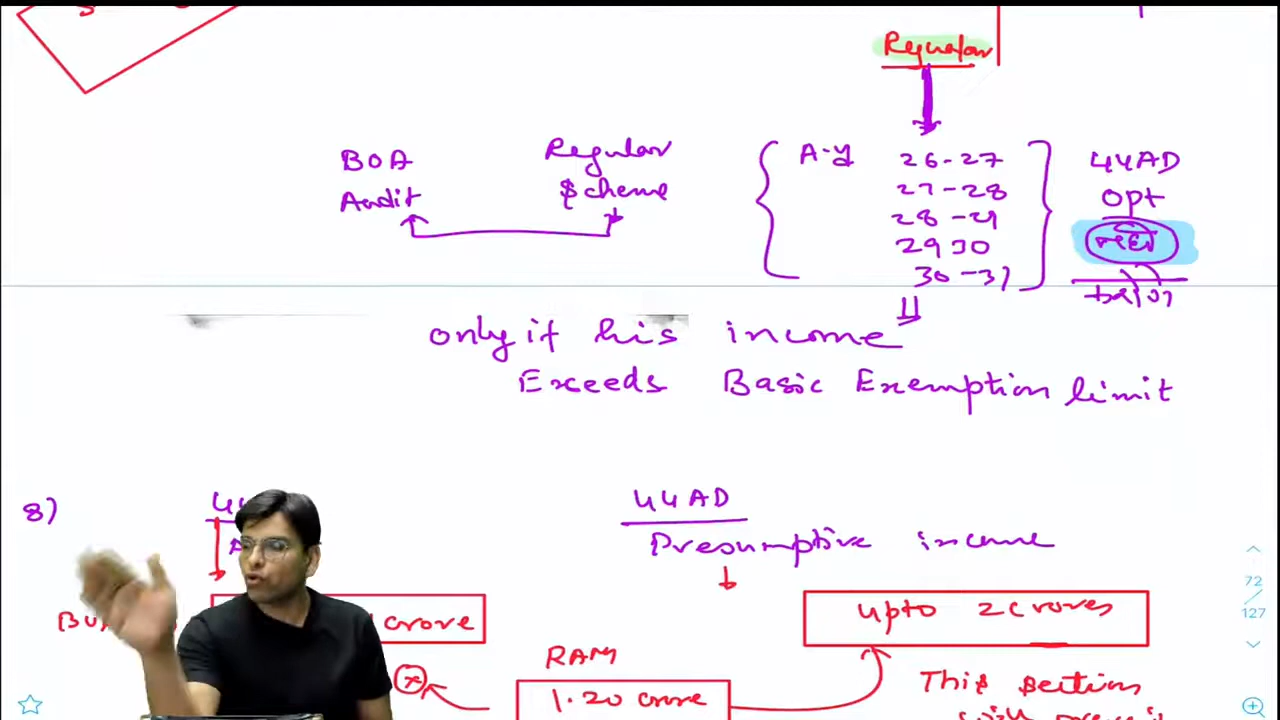 Regular
BOA
Audit
Regular
Scheme
A-y 26-27
27-28
28-29
29 30
30-31
44AD
opt
only if his income
Exceeds Basic Exemption limit
8)
44AD
Presumptive income
crore
upto 2 crores
RAM
1.20 crore
This section
72
127